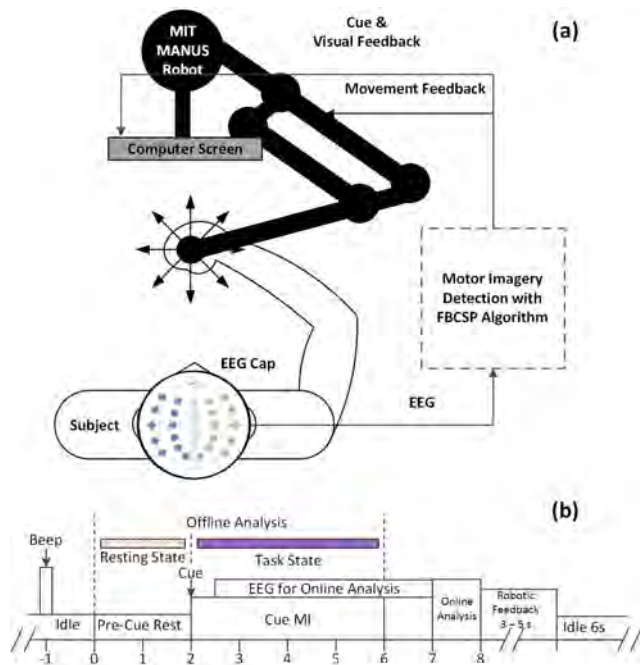 Cue &
Visual Feedback
(a)
MIT
MANUS
Robot
Movement Feedback
Computer Screen
Motor Imagery
Detection with
FBCSP Algorithm
EEG Cap
EEG
Subject
(b)
Offline Analysis
Beep
Resting State
Task State
Cue
EEG for Online Analysis
Online
Analysis
Robotic
Feedback
3 – 5 s
Idle
Pre-Cue Rest
Cue MI
Idle 6s
-1 0 1 2 3 4 5 6 7 8